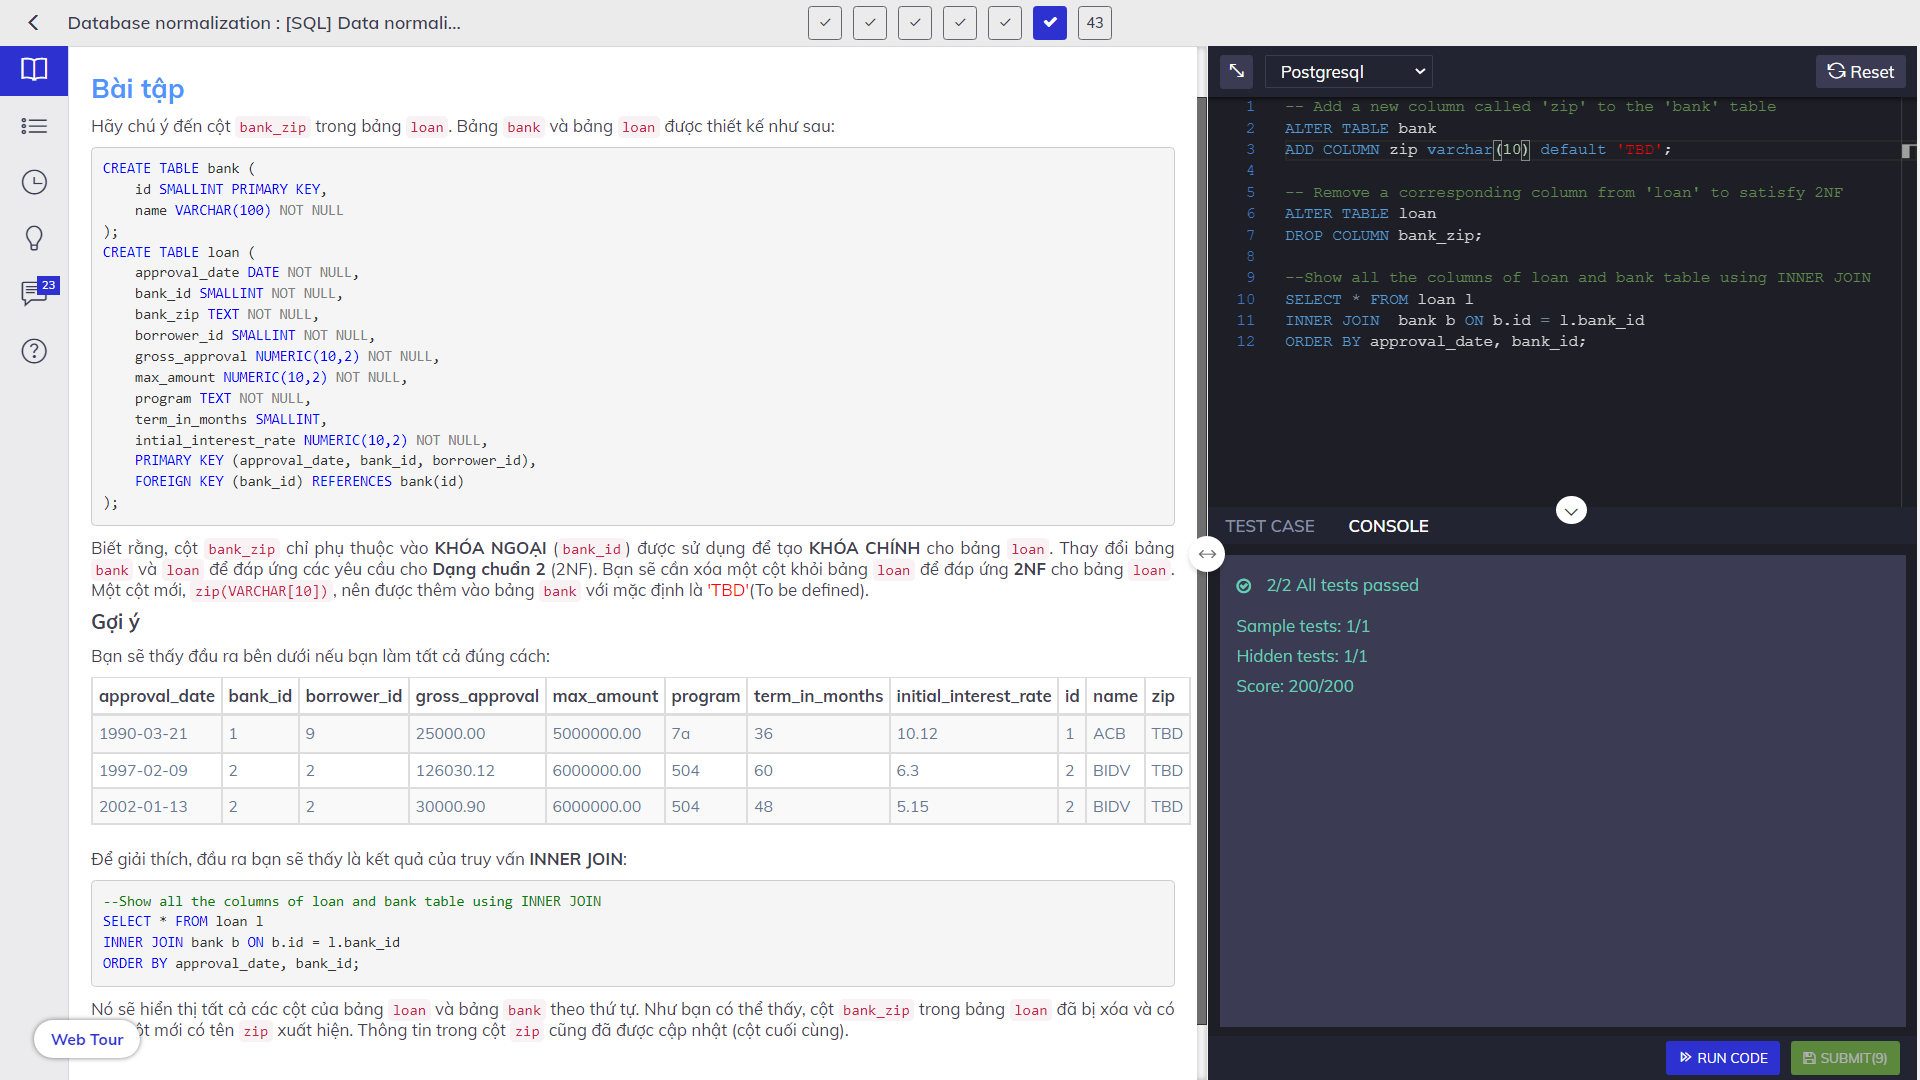 Database normalization : [SQL] Data normali...
43
Bài tập
Hãy chú ý đến cột bank_zip trong bảng loan. Bảng bank và bảng loan được thiết kế như sau:
CREATE TABLE bank (
id SMALLINT PRIMARY KEY,
name VARCHAR(100) NOT NULL
);
CREATE TABLE loan (
approval_date DATE NOT NULL,
bank_id SMALLINT NOT NULL,
bank_zip TEXT NOT NULL,
borrower_id SMALLINT NOT NULL,
gross_approval NUMERIC(10,2) NOT NULL,
max_amount NUMERIC(10,2) NOT NULL,
program TEXT NOT NULL,
term_in_months SMALLINT,
intial_interest_rate NUMERIC(10,2) NOT NULL,
PRIMARY KEY (approval_date, bank_id, borrower_id),
FOREIGN KEY (bank_id) REFERENCES bank(id)
);
Biết rằng, cột bank_zip chỉ phụ thuộc vào KHÓA NGOẠI (bank_id) được sử dụng để tạo KHÓA CHÍNH cho bảng loan. Thay đổi bảng
bank và loan để đáp ứng các yêu cầu cho Dạng chuẩn 2 (2NF). Bạn sẽ cần xóa một cột khỏi bảng loan để đáp ứng 2NF cho bảng loan.
Một cột mới, zip(VARCHAR[10]), nên được thêm vào bảng bank với mặc định là 'TBD'(To be defined).
Gợi ý
Bạn sẽ thấy đầu ra bên dưới nếu bạn làm tất cả đúng cách:
approval_date bank_id borrower_id gross_approval max_amount program term_in_months initial_interest_rate id name zip
1990-03-21 1 9 25000.00 5000000.00 7a 36 10.12 1 ACB TBD
1997-02-09 2 2 126030.12 6000000.00 504 60 6.3 2 BIDV TBD
2002-01-13 2 2 30000.90 6000000.00 504 48 5.15 2 BIDV TBD
Để giải thích, đầu ra bạn sẽ thấy là kết quả của truy vấn INNER JOIN:
--Show all the columns of loan and bank table using INNER JOIN
SELECT * FROM loan l
INNER JOIN bank b ON b.id = l.bank_id
ORDER BY approval_date, bank_id;
Nó sẽ hiển thị tất cả các cột của bảng loan và bảng bank theo thứ tự. Như bạn có thể thấy, cột bank_zip trong bảng loan đã bị xóa và có
mới có tên zip xuất hiện. Thông tin trong cột zip cũng đã được cập nhật (cột cuối cùng).
23
Web Tour
Postgresql
Reset
1 -- Add a new column called 'zip' to the 'bank' table
2 ALTER TABLE bank
3 ADD COLUMN zip varchar(10) default 'TBD';
4
5 -- Remove a corresponding column from 'loan' to satisfy 2NF
6 ALTER TABLE loan
7 DROP COLUMN bank_zip;
8
9 --Show all the columns of loan and bank table using INNER JOIN
10 SELECT * FROM loan l
11 INNER JOIN  bank b ON b.id = l.bank_id
12 ORDER BY approval_date, bank_id;
TEST CASE CONSOLE
2/2 All tests passed
Sample tests: 1/1
Hidden tests: 1/1
Score: 200/200
RUN CODE
SUBMIT(9)